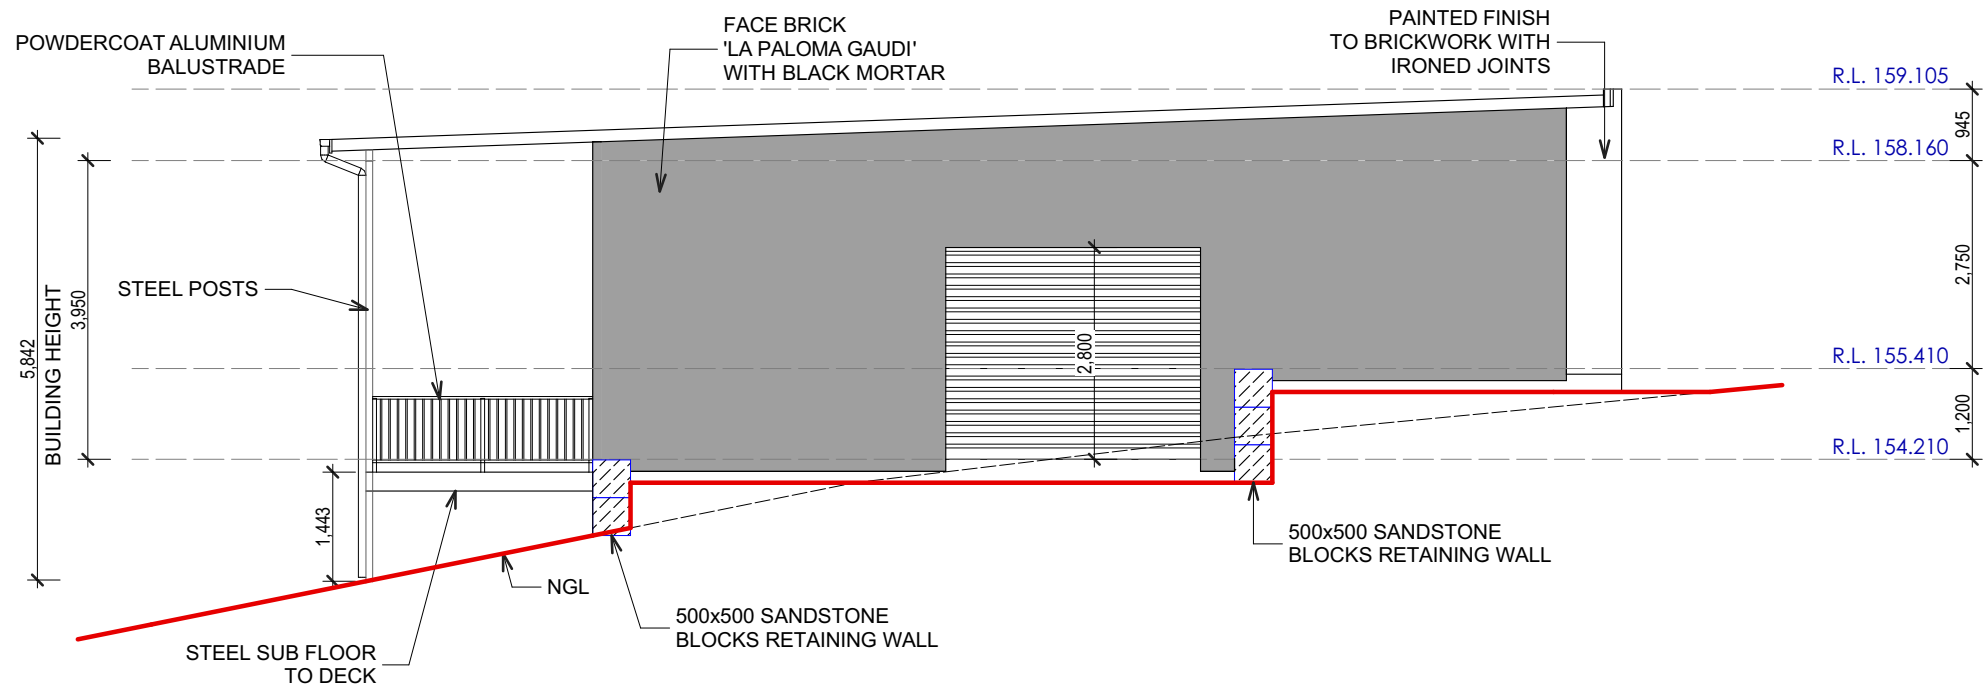 FACE BRICK
'LA PALOMA GAUDI'
WITH BLACK MORTAR
PAINTED FINISH
TO BRICKWORK WITH
IRONED JOINTS
POWDERCOAT ALUMINIUM
BALUSTRADE
R.L. 159.105
945
R.L. 158.160
2,750
R.L. 155.410
1,200
R.L. 154.210
STEEL POSTS
5,842
BUILDING HEIGHT
3,950
2,800
1,443
NGL
500x500 SANDSTONE
BLOCKS RETAINING WALL
500x500 SANDSTONE
BLOCKS RETAINING WALL
STEEL SUB FLOOR
TO DECK